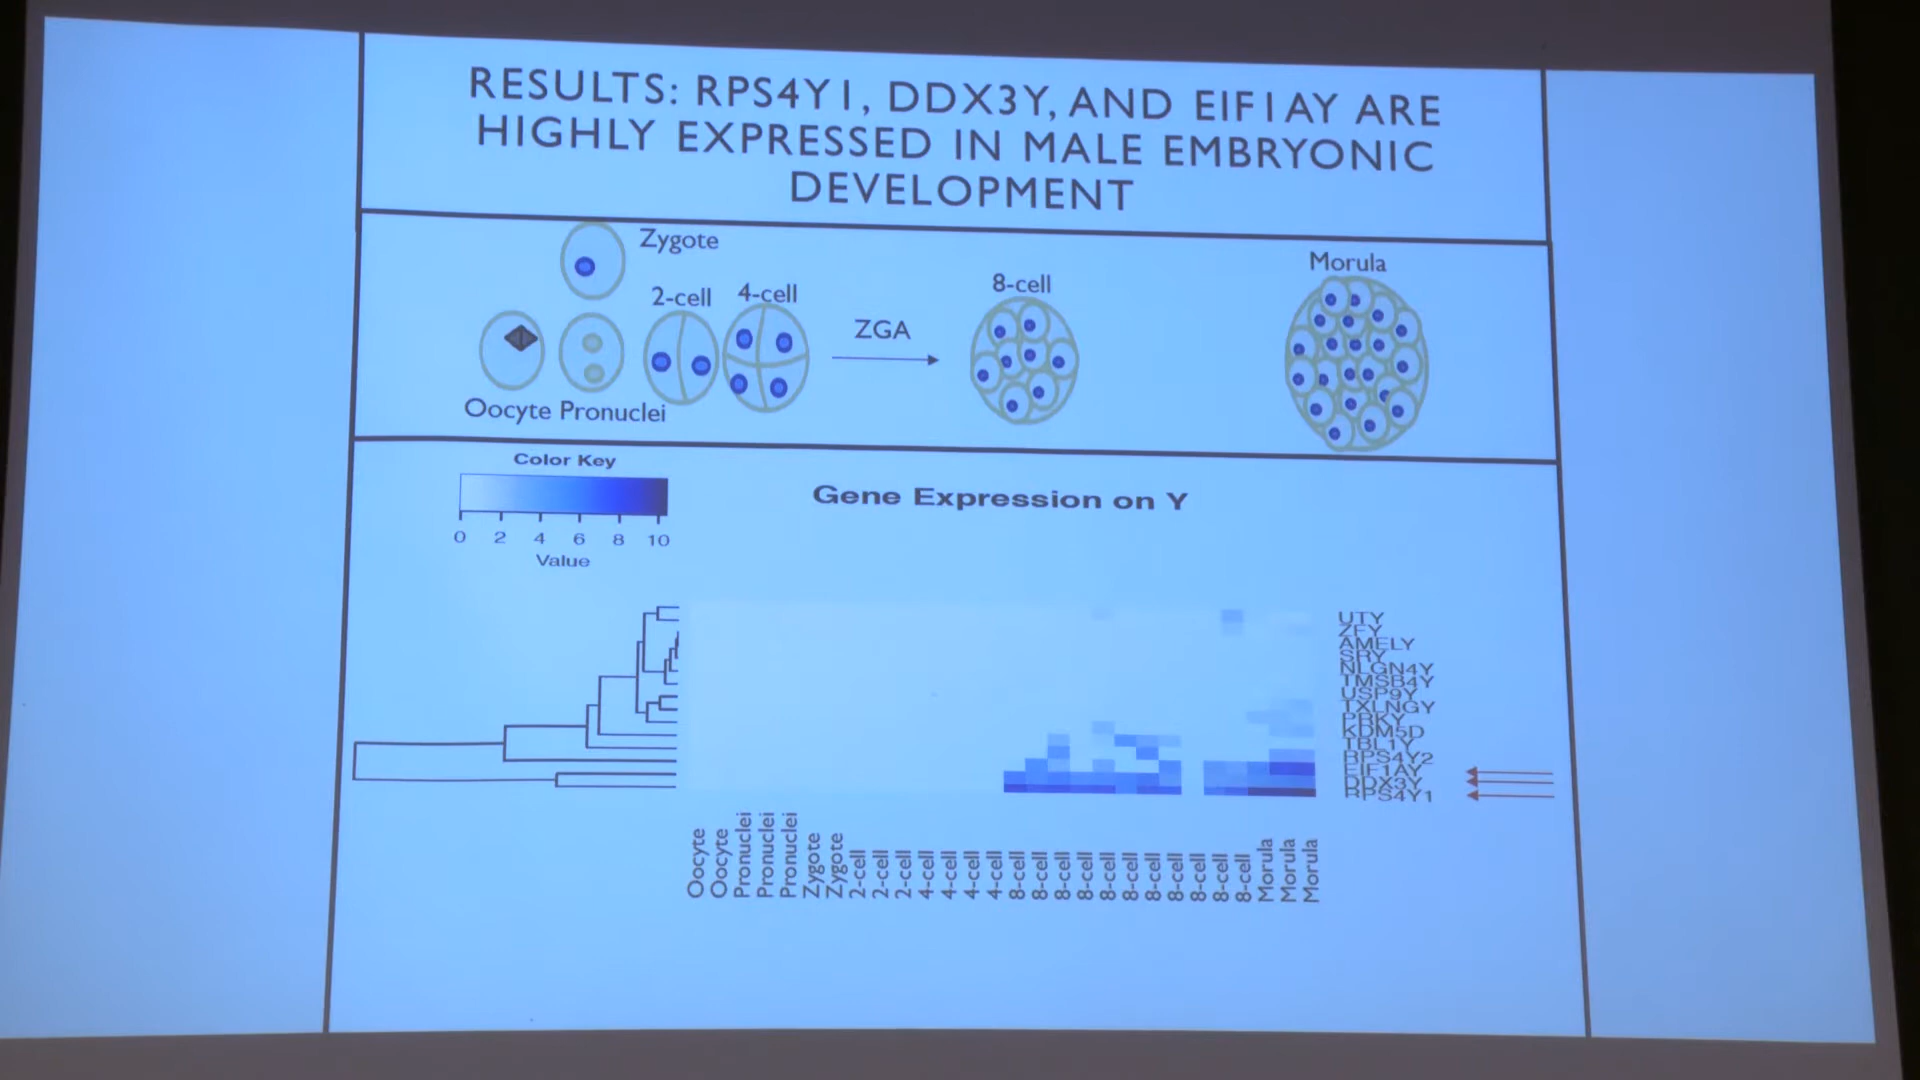 RESULTS: RPS4Y1, DDX3Y, AND EIF1AY ARE
HIGHLY EXPRESSED IN MALE EMBRYONIC
DEVELOPMENT
Zygote
2-cell
4-cell
ZGA
8-cell
Morula
Oocyte Pronuclei
Color Key
0 2 4 6 8 10
Value
Gene Expression on Y
UTY
ZFY
AMELY
SRY
NLGN4Y
TMSB4Y
USP9Y
TXLNGY
PRKY
KDM5D
TBL1Y
RPS4Y2
EIF1AY
DDX3Y
RPS4Y1
Oocyte
Oocyte
Pronuclei
Pronuclei
Pronuclei
Zygote
Zygote
2-cell
2-cell
2-cell
4-cell
4-cell
4-cell
4-cell
8-cell
8-cell
8-cell
8-cell
8-cell
8-cell
8-cell
8-cell
8-cell
8-cell
8-cell
Morula
Morula
Morula